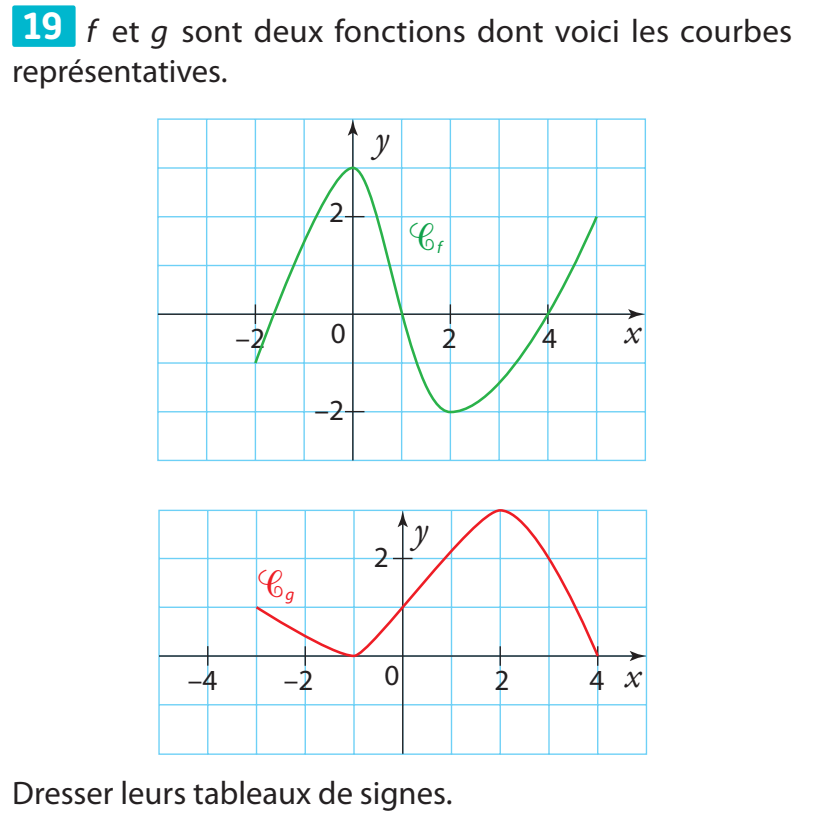 19 f et g sont deux fonctions dont voici les courbes
représentatives.
y
2
𝒞f
−2
0
2
4
x
−2
y
2
𝒞g
−4
−2
0
2
4
x
Dresser leurs tableaux de signes.